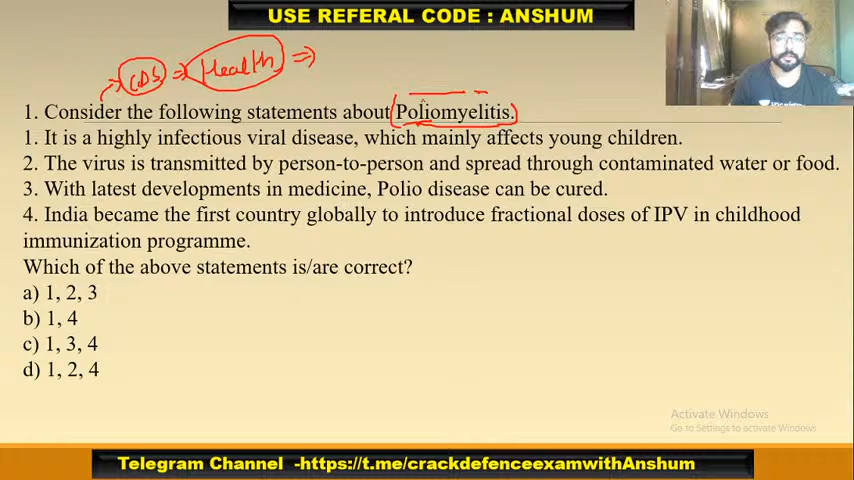 USE REFERAL CODE : ANSHUM
CDS ⇒ Health ⇒
1. Consider the following statements about Poliomyelitis.
1. It is a highly infectious viral disease, which mainly affects young children.
2. The virus is transmitted by person-to-person and spread through contaminated water or food.
3. With latest developments in medicine, Polio disease can be cured.
4. India became the first country globally to introduce fractional doses of IPV in childhood
immunization programme.
Which of the above statements is/are correct?
a) 1, 2, 3
b) 1, 4
c) 1, 3, 4
d) 1, 2, 4
Activate Windows
Go to Settings to activate Windows
Telegram Channel -https://t.me/crackdefenceexamwithAnshum